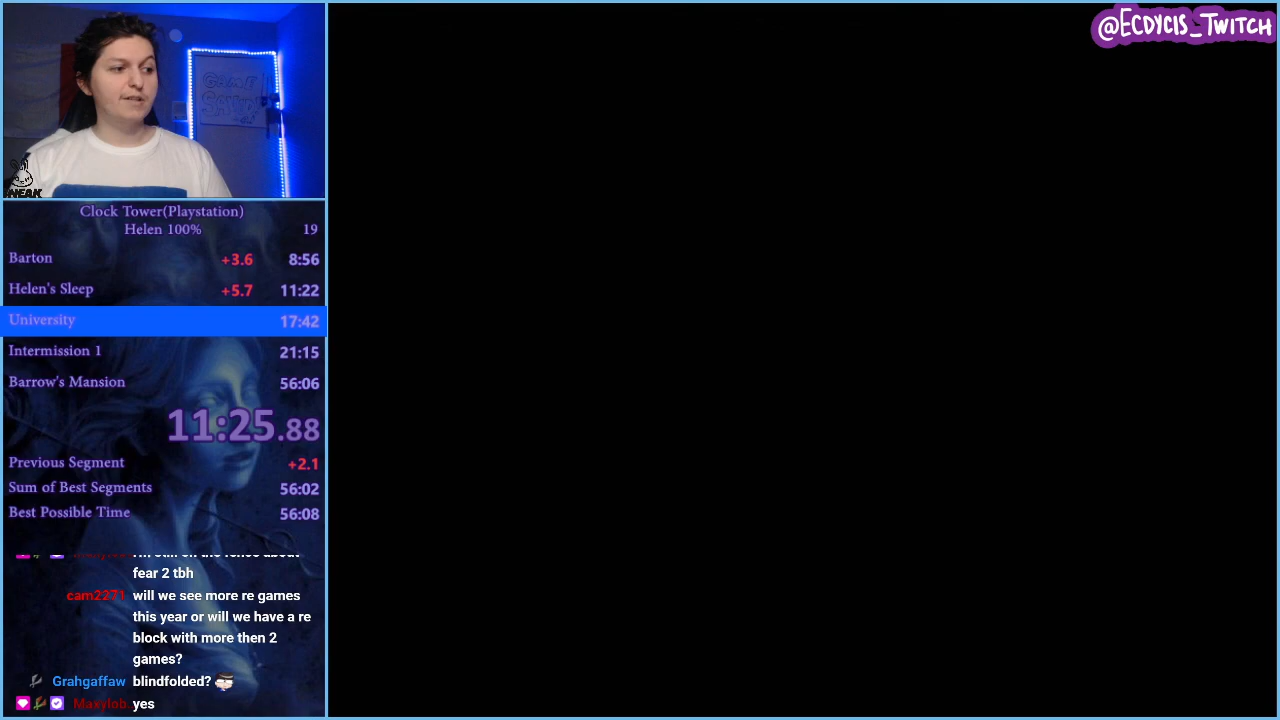 @ECDYCIS_TWITCH
GAME
Clock Tower(Playstation)
Helen 100% 19
Barton +3.6 8:56
Helen's Sleep +5.7 11:22
University 17:42
Intermission 1 21:15
Barrow's Mansion 56:06
11:25.88
Previous Segment +2.1
Sum of Best Segments 56:02
Best Possible Time 56:08
fear 2 tbh
cam2271 will we see more re games
this year or will we have a re
block with more then 2
games?
Grahgaffaw blindfolded?
Maxylob. yes